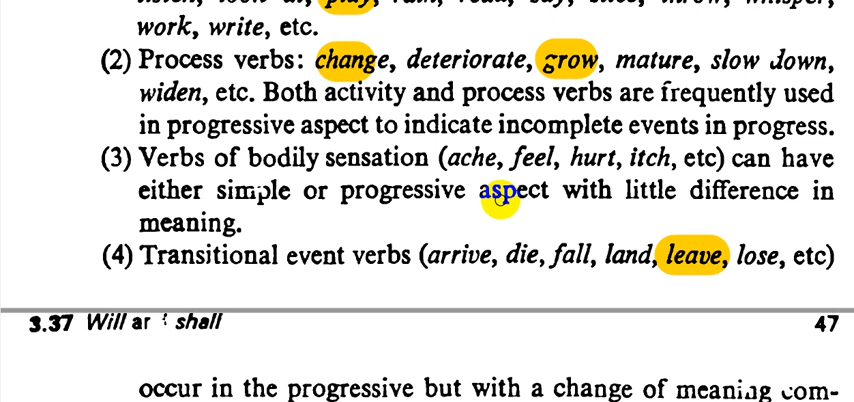 work, write, etc.
(2) Process verbs: change, deteriorate, grow, mature, slow down,
widen, etc. Both activity and process verbs are frequently used
in progressive aspect to indicate incomplete events in progress.
(3) Verbs of bodily sensation (ache, feel, hurt, itch, etc) can have
either simple or progressive aspect with little difference in
meaning.
(4) Transitional event verbs (arrive, die, fall, land, leave, lose, etc)
3.37 Will and shall 47
occur in the progressive but with a change of meaning com-